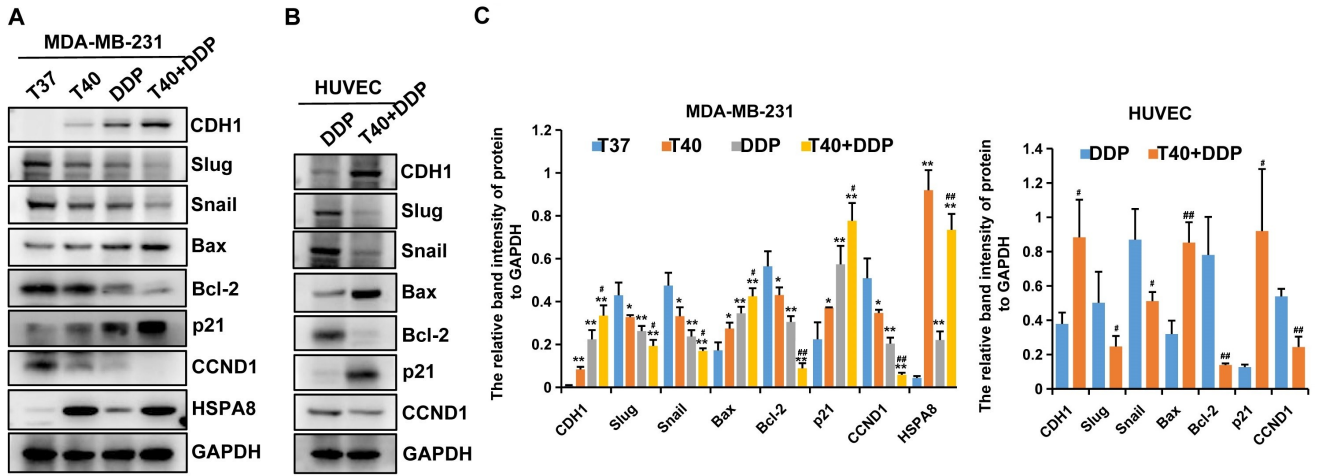 A
MDA-MB-231
T37 T40 DDP T40+DDP
CDH1
Slug
Snail
Bax
Bcl-2
p21
CCND1
HSPA8
GAPDH
B
HUVEC
DDP T40+DDP
CDH1
Slug
Snail
Bax
Bcl-2
p21
CCND1
GAPDH
C
MDA-MB-231
The relative band intensity of protein
to GAPDH
1.2
1
0.8
0.6
0.4
0.2
0
T37 T40 DDP T40+DDP
** ** # **
* ** # **
* ** # **
* ** # **
* ** ## **
* ** # **
* ** ## **
** ** ## **
CDH1 Slug Snail Bax Bcl-2 p21 CCND1 HSPA8
HUVEC
The relative band intensity of protein
to GAPDH
1.4
1.2
1
0.8
0.6
0.4
0.2
0
DDP T40+DDP
# # # ## ## # ##
CDH1 Slug Snail Bax Bcl-2 p21 CCND1